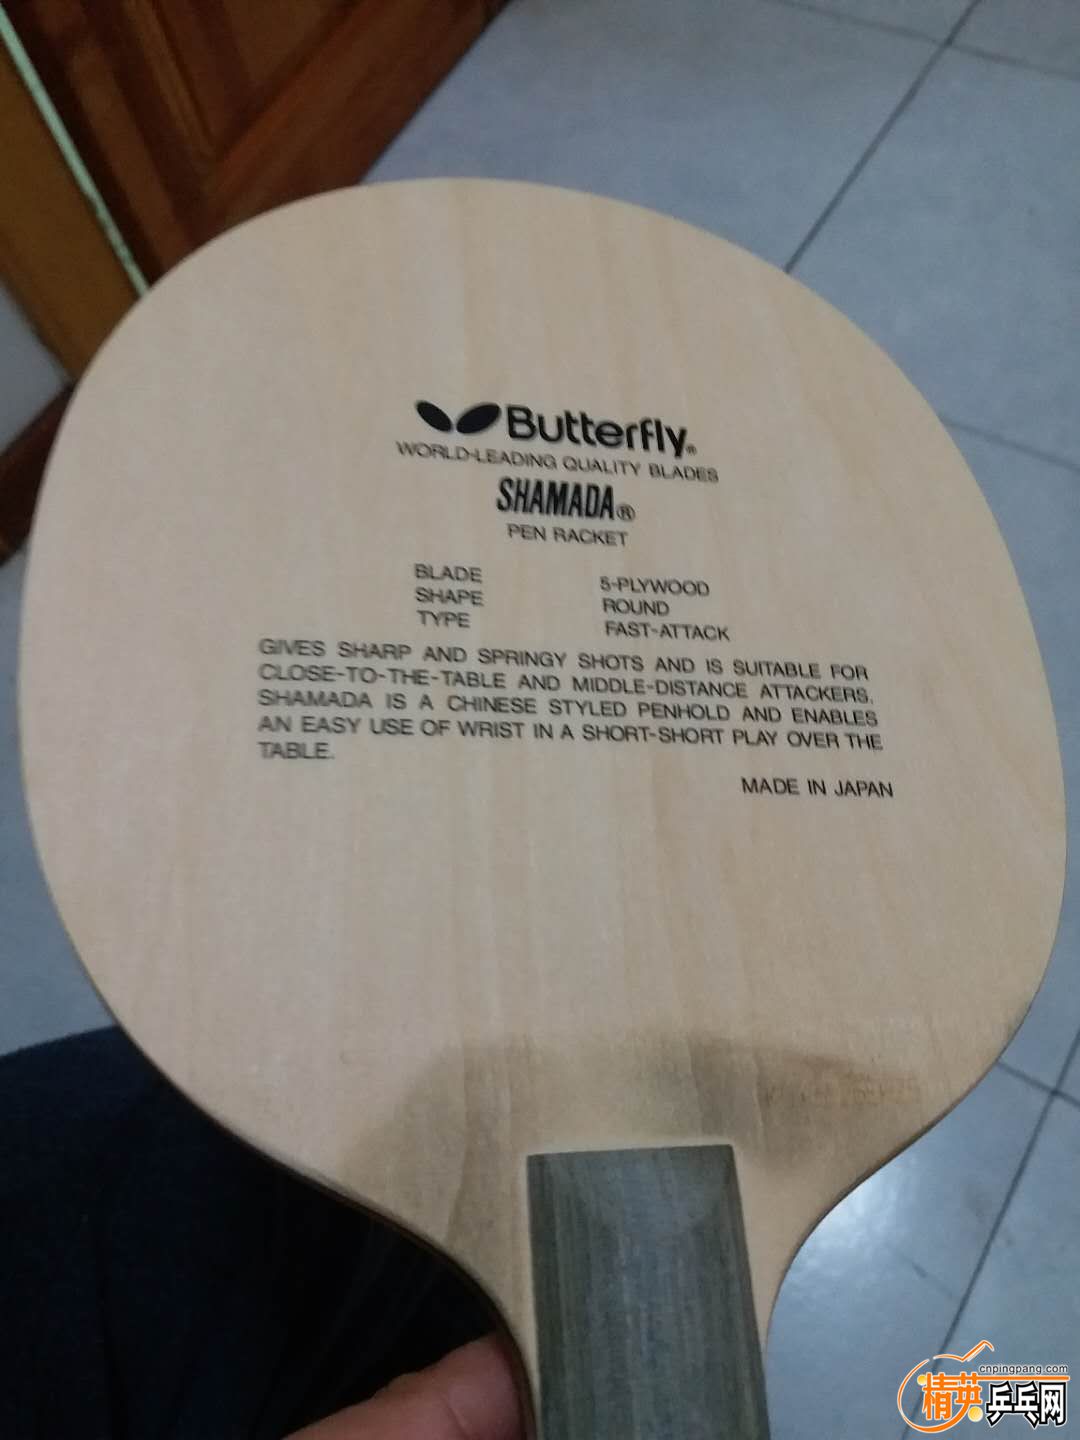 Butterfly®
WORLD-LEADING QUALITY BLADES
SHAMADA®
PEN RACKET
BLADE 5-PLYWOOD
SHAPE ROUND
TYPE FAST-ATTACK
GIVES SHARP AND SPRINGY SHOTS AND IS SUITABLE FOR
CLOSE-TO-THE-TABLE AND MIDDLE-DISTANCE ATTACKERS.
SHAMADA IS A CHINESE STYLED PENHOLD AND ENABLES
AN EASY USE OF WRIST IN A SHORT-SHORT PLAY OVER THE
TABLE.
MADE IN JAPAN
cnpingpang.com
精英乒乓网